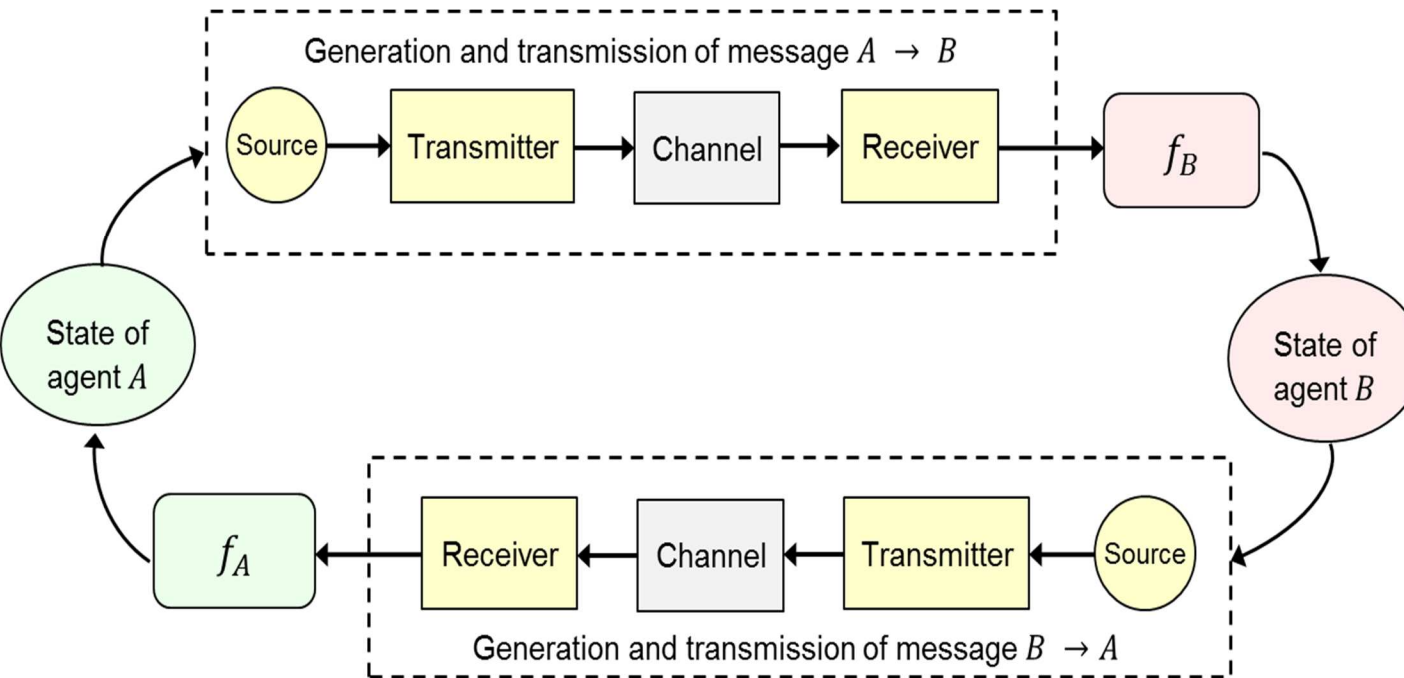 Generation and transmission of message A → B
Source
Transmitter
Channel
Receiver
f_B
State of
agent A
State of
agent B
f_A
Receiver
Channel
Transmitter
Source
Generation and transmission of message B → A